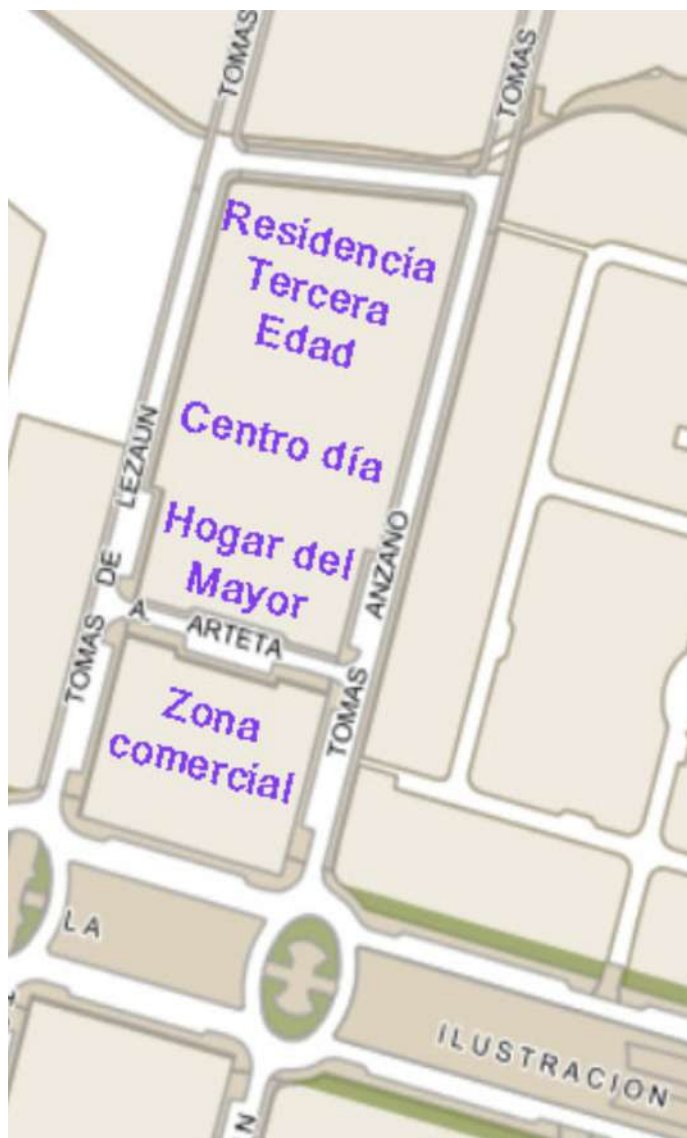 TOMAS
TOMAS
Residencia
Tercera
Edad
Centro día
LEZAUN
Hogar del
Mayor
ANZANO
DE
A. ARTETA
TOMAS
TOMAS
Zona
comercial
LA
ILUSTRACION